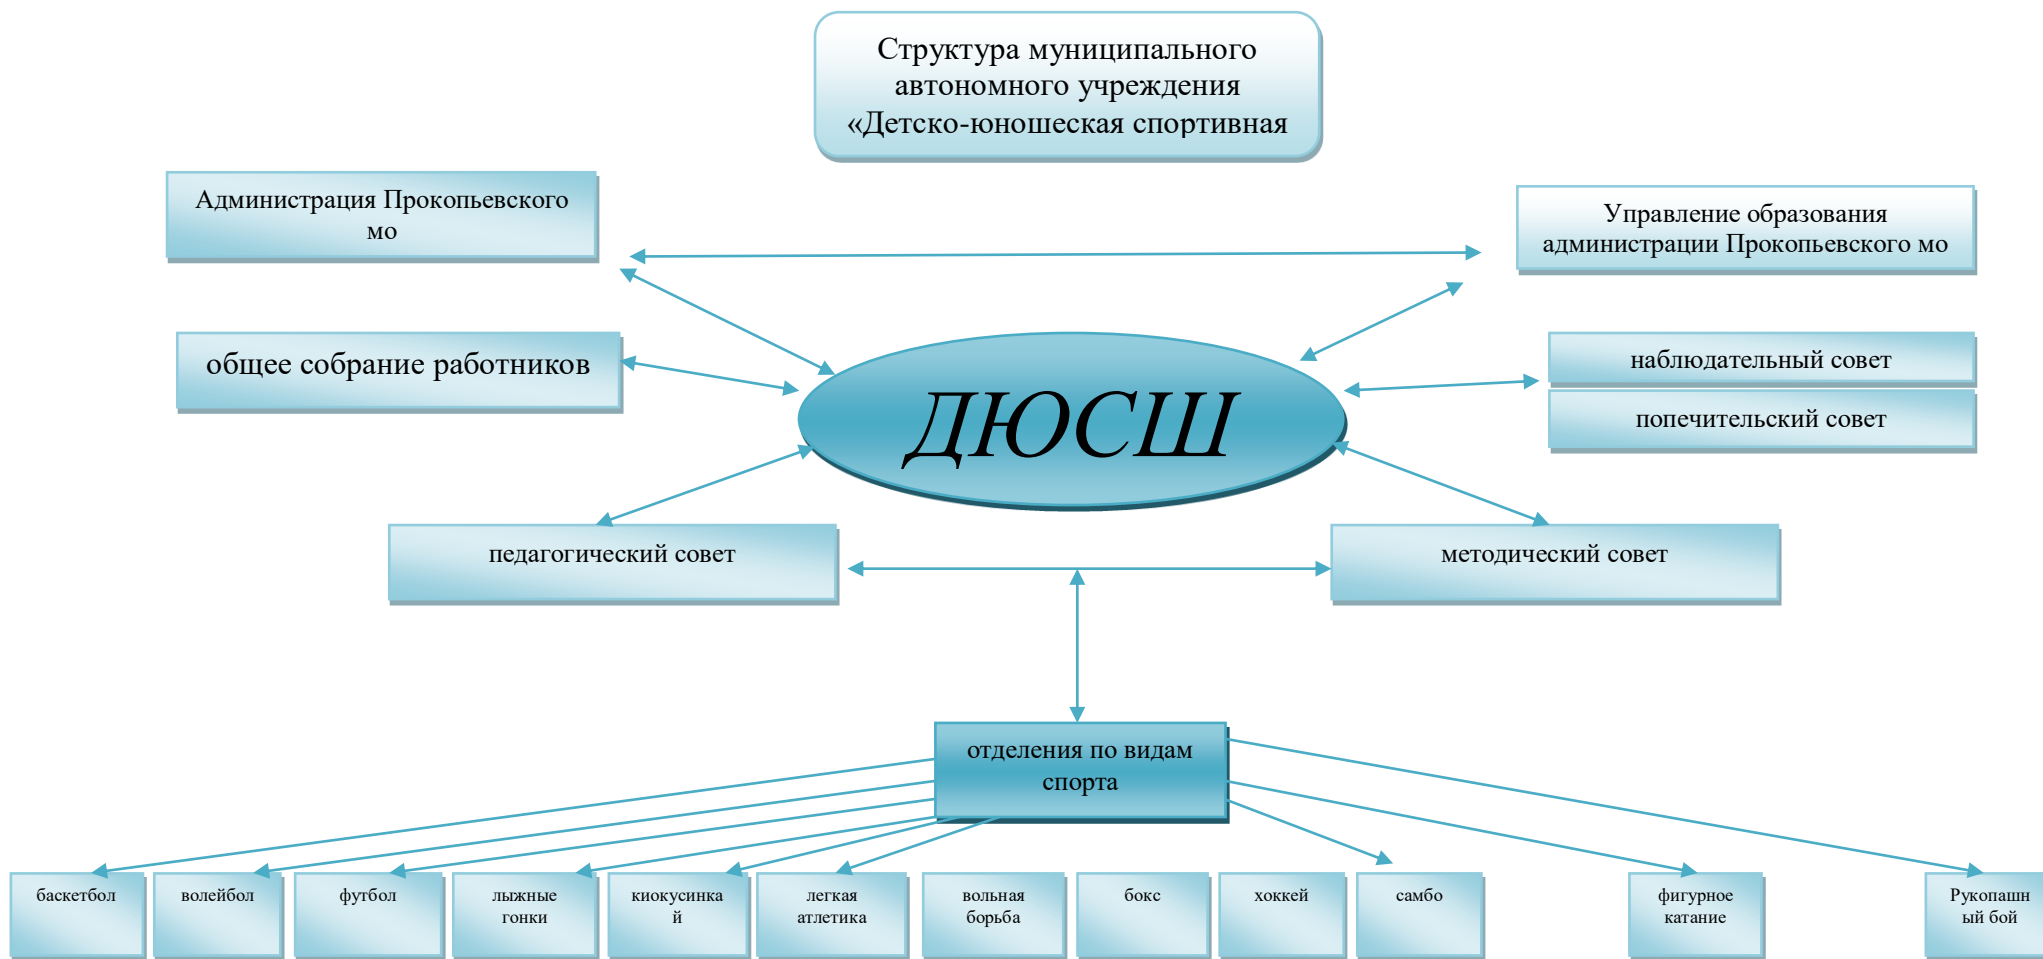 Структура муниципального
автономного учреждения
«Детско-юношеская спортивная
Администрация Прокопьевского
мо
Управление образования
администрации Прокопьевского мо
общее собрание работников
наблюдательный совет
попечительский совет
ДЮСШ
педагогический совет
методический совет
отделения по видам
спорта
баскетбол
волейбол
футбол
лыжные
гонки
киокусинка
й
легкая
атлетика
вольная
борьба
бокс
хоккей
самбо
фигурное
катание
Рукопашн
ый бой